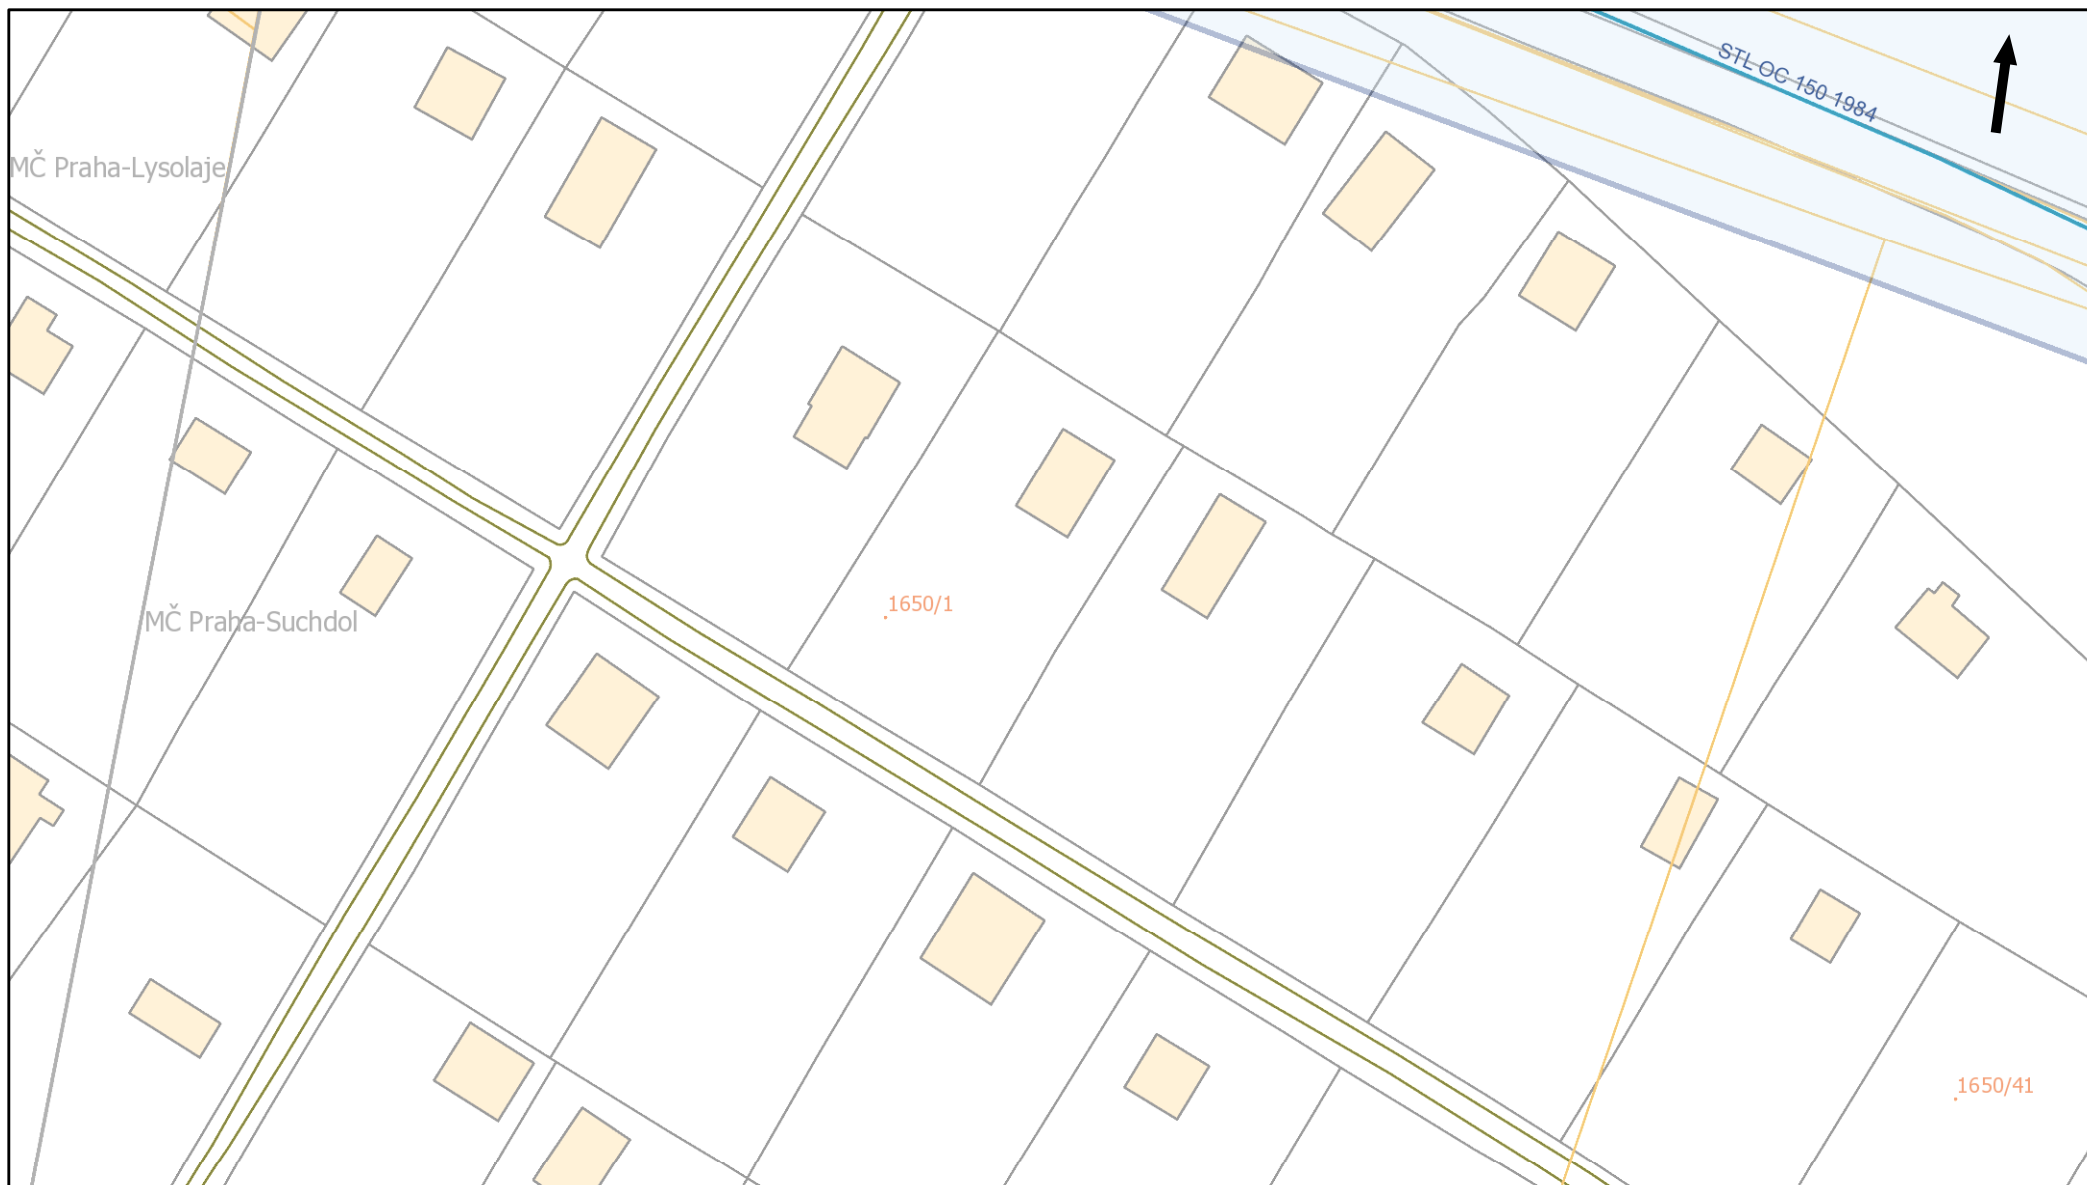 STL OC 150 1984
MČ Praha-Lysolaje
1650/1
MČ Praha-Suchdol
1650/41